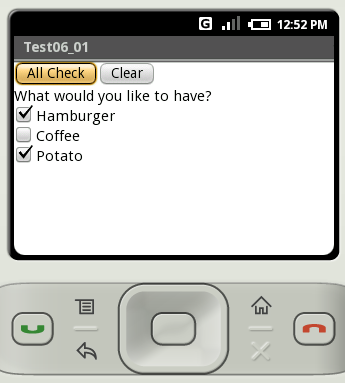 G 12:52 PM
Test06_01
All Check Clear
What would you like to have?
Hamburger
Coffee
Potato